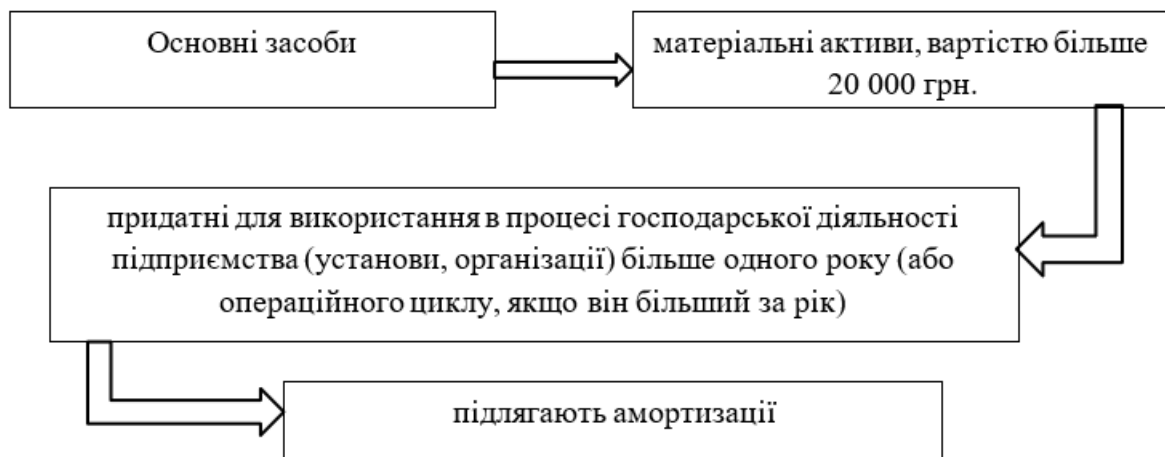 Основні засоби
матеріальні активи, вартістю більше
20 000 грн.
придатні для використання в процесі господарської діяльності
підприємства (установи, організації) більше одного року (або
операційного циклу, якщо він більший за рік)
підлягають амортизації